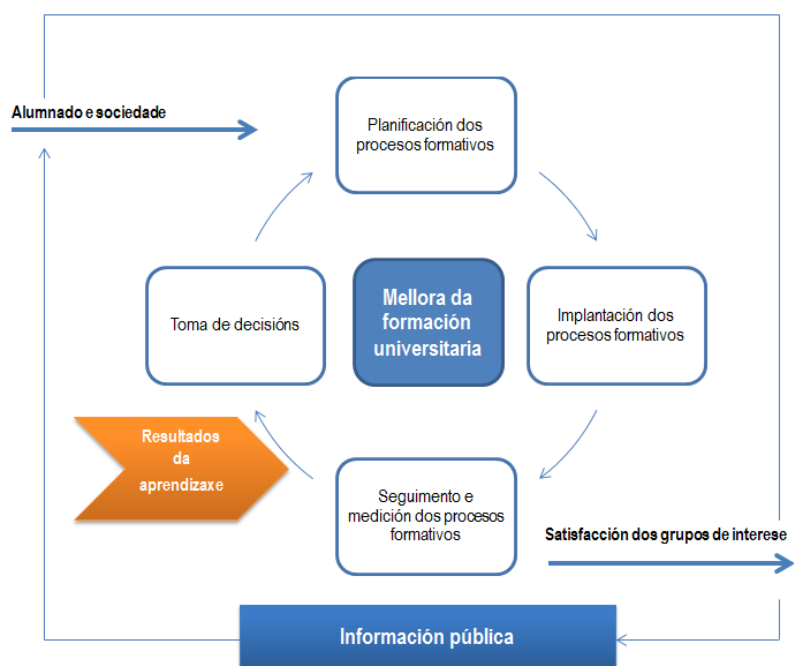 Alumnado e sociedade
Planificación dos
procesos formativos
Toma de decisións
Mellora da
formación
universitaria
Implantación dos
procesos formativos
Resultados
da
aprendizaxe
Seguimento e
medición dos procesos
formativos
Satisfacción dos grupos de interese
Información pública